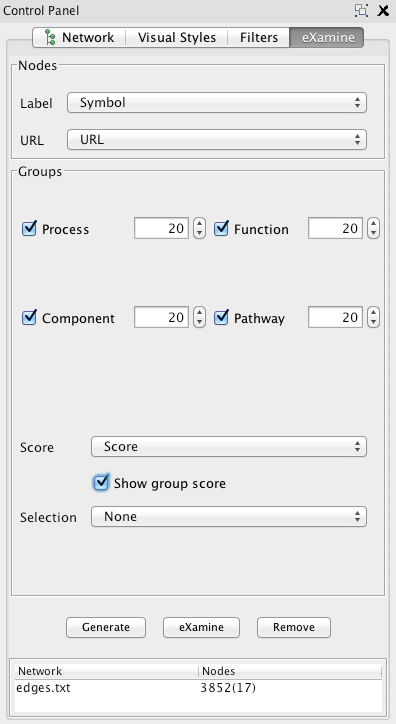 Control Panel
Network Visual Styles Filters eXamine
Nodes
Label Symbol
URL URL
Groups
Process 20 Function 20
Component 20 Pathway 20
Score Score
Show group score
Selection None
Generate eXamine Remove
Network Nodes
edges.txt 3852(17)